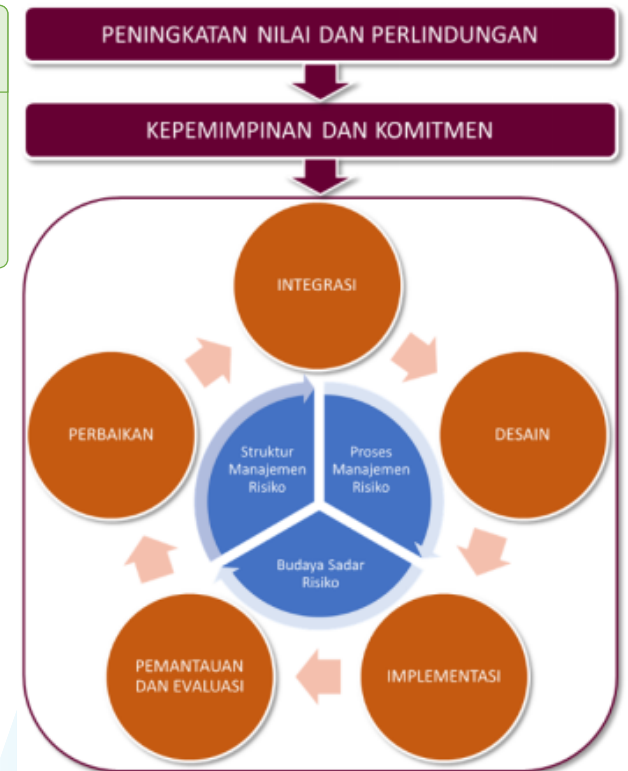 PENINGKATAN NILAI DAN PERLINDUNGAN
KEPEMIMPINAN DAN KOMITMEN
INTEGRASI
DESAIN
IMPLEMENTASI
PEMANTAUAN
DAN EVALUASI
PERBAIKAN
Struktur
Manajemen
Risiko
Proses
Manajemen
Risiko
Budaya Sadar
Risiko